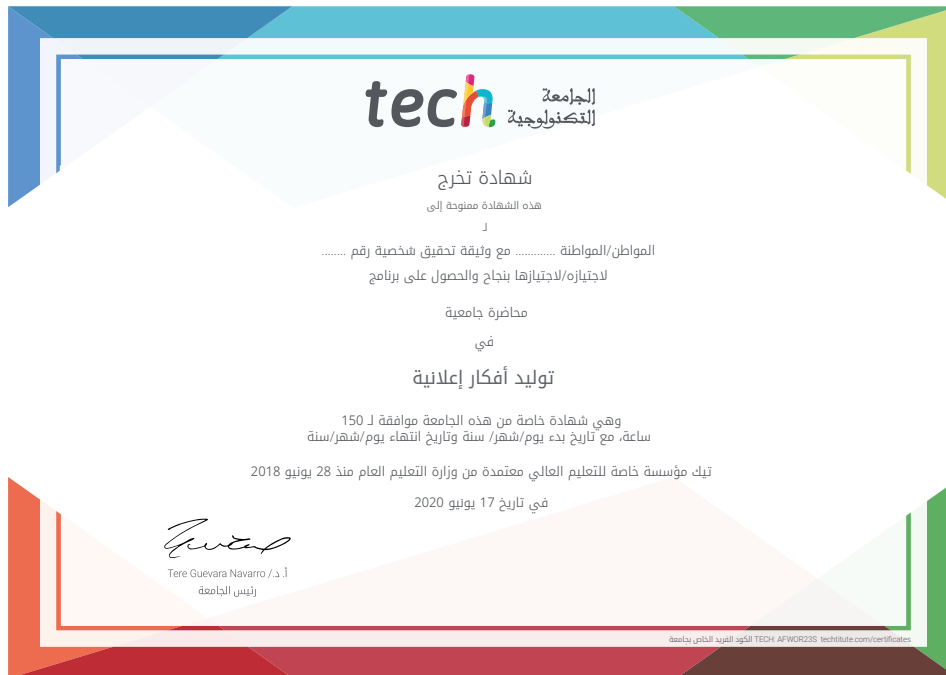 tech الجامعة
التكنولوجية
شهادة تخرج
هذه الشهادة ممنوحة إلى
لـ
المواطن/المواطنة ............ مع وثيقة تحقيق شخصية رقم ........
لاجتيازه/لاجتيازها بنجاح والحصول على برنامج
محاضرة جامعية
في
توليد أفكار إعلانية
وهي شهادة خاصة من هذه الجامعة موافقة لـ 150
ساعة، مع تاريخ بدء يوم/شهر/ سنة وتاريخ انتهاء يوم/شهر/سنة
تيك مؤسسة خاصة للتعليم العالي معتمدة من وزارة التعليم العام منذ 28 يونيو 2018
في تاريخ 17 يونيو 2020
أ. د./ Tere Guevara Navarro
رئيس الجامعة
الكود الفريد الخاص بجامعة TECH: AFWOR23S techtitute.com/certificates